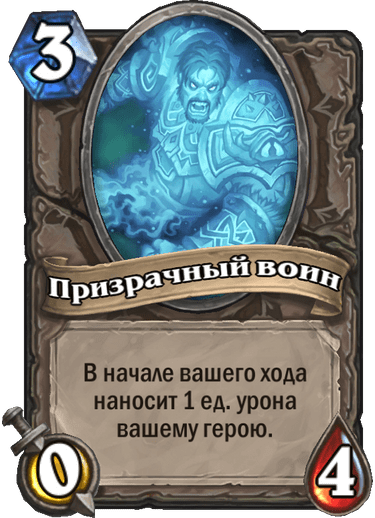 3
Призрачный воин
В начале вашего хода
наносит 1 ед. урона
вашему герою.
0
4